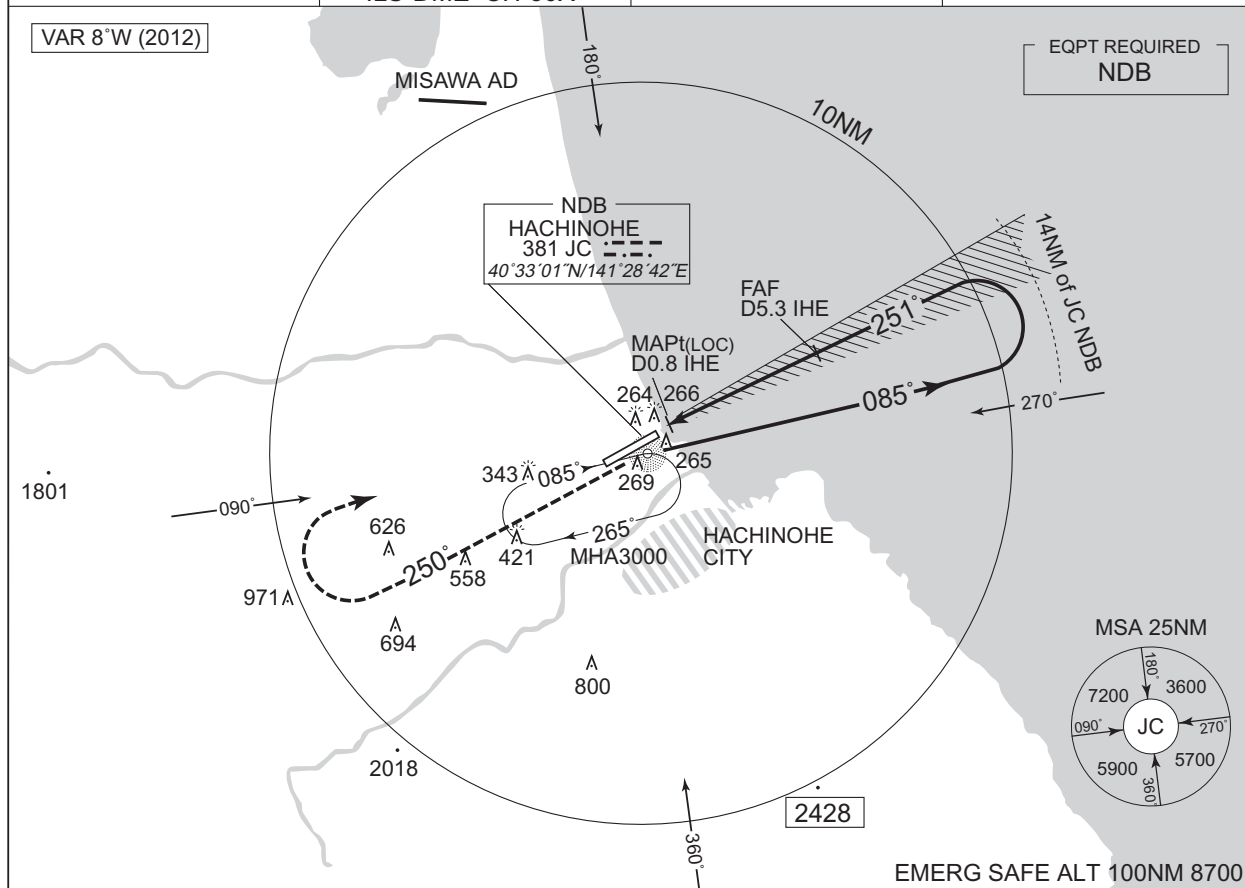 VAR 8°W (2012)
EQPT REQUIRED
NDB
MISAWA AD
180°
10NM
NDB
HACHINOHE
381 JC
40°33´01˝N/141°28´42˝E
14NM of JC NDB
FAF
D5.3 IHE
251°
MAPt(LOC)
D0.8 IHE
085°
270°
264
266
265
269
343
085°
1801
090°
265°
626
421
MHA3000
HACHINOHE
CITY
250°
558
971
694
800
MSA 25NM
180°
7200
3600
090°
JC
270°
5900
5700
360°
2018
2428
360°
EMERG SAFE ALT 100NM 8700